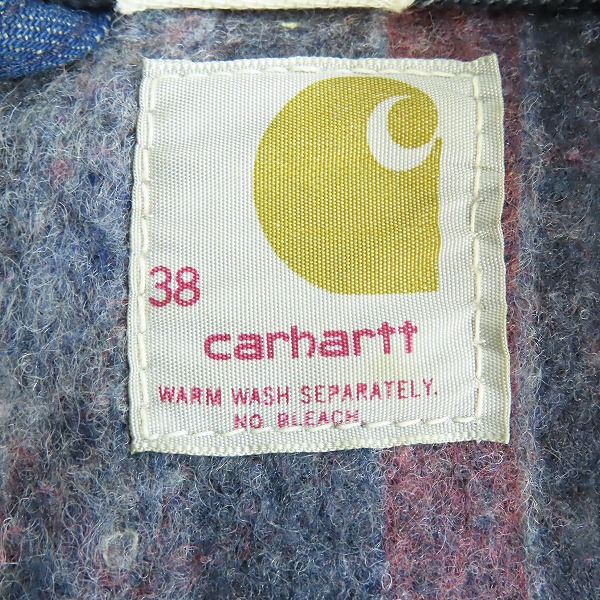 38
carhartt
WARM WASH SEPARATELY.
NO BLEACH